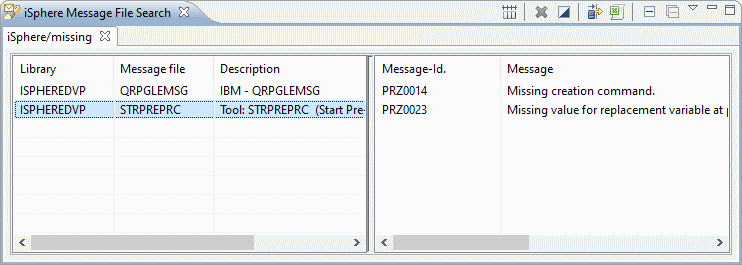 iSphere Message File Search
iSphere/missing
Library Message file Description
ISPHEREDVP QRPGLEMSG IBM - QRPGLEMSG
ISPHEREDVP STRPREPRC Tool: STRPREPRC (Start Pre-
Message-Id. Message
PRZ0014 Missing creation command.
PRZ0023 Missing value for replacement variable at